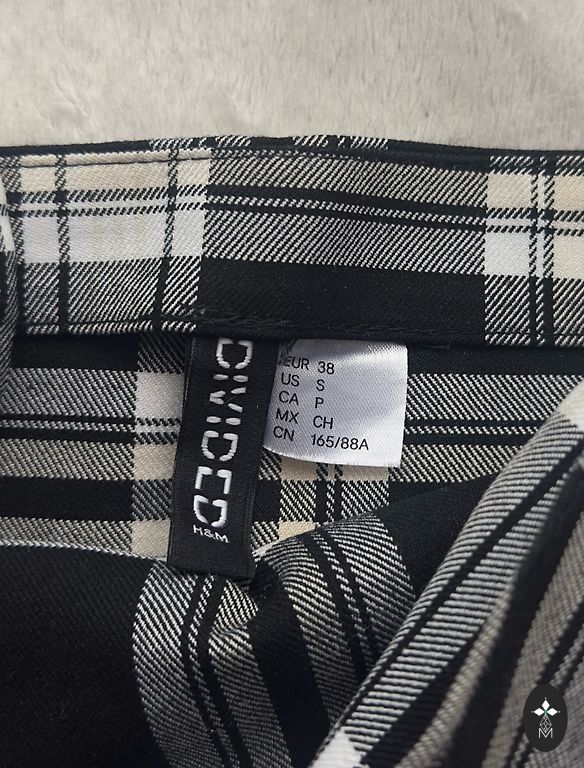 DIVIDED
H&M
EUR 38
US S
CA P
MX CH
CN 165/88A
M